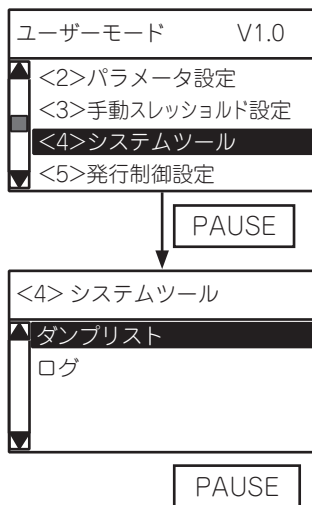 ユーザーモード V1.0
<2>パラメータ設定
<3>手動スレッショルド設定
<4>システムツール
<5>発行制御設定
PAUSE
<4> システムツール
ダンプリスト
ログ
PAUSE